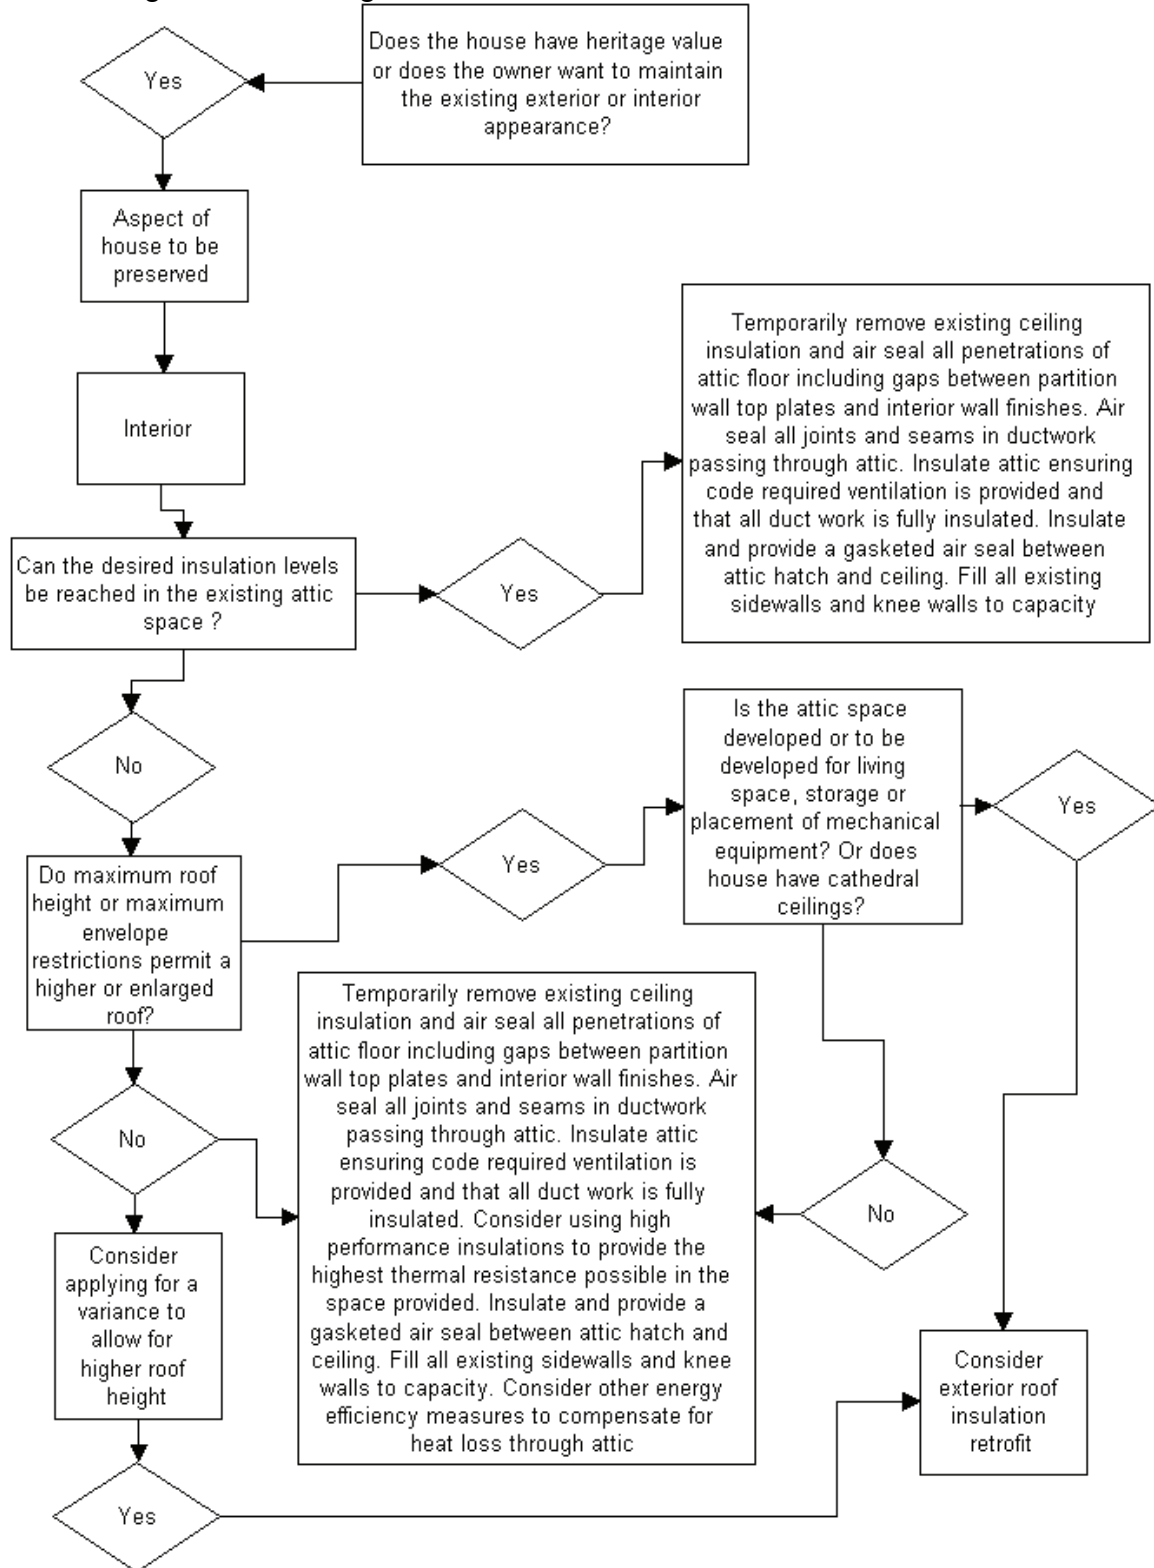 Does the house have heritage value
or does the owner want to maintain
the existing exterior or interior
appearance?
Yes
Aspect of
house to be
preserved
Interior
Temporarily remove existing ceiling
insulation and air seal all penetrations of
attic floor including gaps between partition
wall top plates and interior wall finishes. Air
seal all joints and seams in ductwork
passing through attic. Insulate attic ensuring
code required ventilation is provided and
that all duct work is fully insulated. Insulate
and provide a gasketed air seal between
attic hatch and ceiling. Fill all existing
sidewalls and knee walls to capacity
Can the desired insulation levels
be reached in the existing attic
space ?
Yes
No
Is the attic space
developed or to be
developed for living
space, storage or
placement of mechanical
equipment? Or does
house have cathedral
ceilings?
Yes
Yes
Do maximum roof
height or maximum
envelope
restrictions permit a
higher or enlarged
roof?
Temporarily remove existing ceiling
insulation and air seal all penetrations of
attic floor including gaps between partition
wall top plates and interior wall finishes. Air
seal all joints and seams in ductwork
passing through attic. Insulate attic
ensuring code required ventilation is
provided and that all duct work is fully
insulated. Consider using high
performance insulations to provide the
highest thermal resistance possible in the
space provided. Insulate and provide a
gasketed air seal between attic hatch and
ceiling. Fill all existing sidewalls and knee
walls to capacity. Consider other energy
efficiency measures to compensate for
heat loss through attic
No
No
Consider
applying for a
variance to
allow for
higher roof
height
Consider
exterior roof
insulation
retrofit
Yes